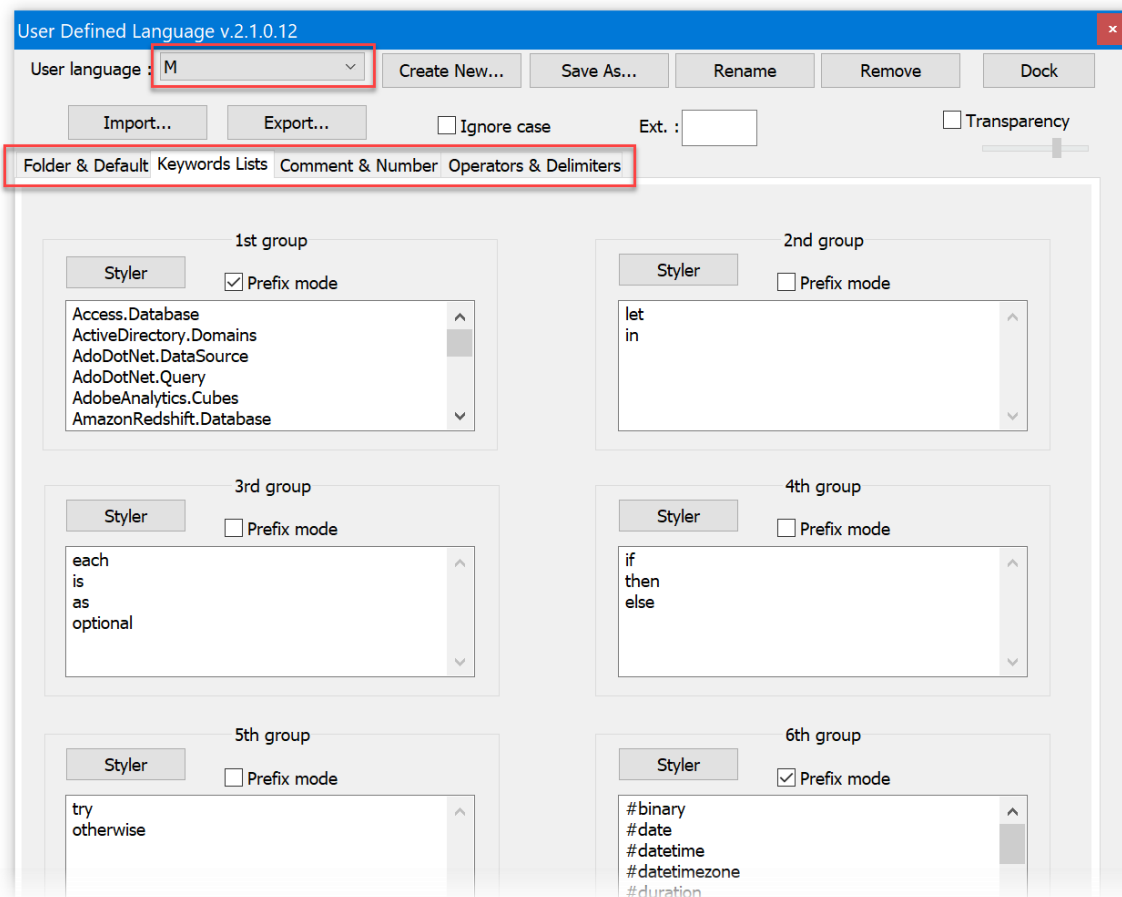 User Defined Language v.2.1.0.12
User language : M Create New... Save As... Rename Remove Dock
Import... Export... Ignore case Ext. : Transparency
Folder & Default Keywords Lists Comment & Number Operators & Delimiters
1st group
Styler Prefix mode
Access.Database
ActiveDirectory.Domains
AdoDotNet.DataSource
AdoDotNet.Query
AdobeAnalytics.Cubes
AmazonRedshift.Database
2nd group
Styler Prefix mode
let
in
3rd group
Styler Prefix mode
each
is
as
optional
4th group
Styler Prefix mode
if
then
else
5th group
Styler Prefix mode
try
otherwise
6th group
Styler Prefix mode
#binary
#date
#datetime
#datetimezone
#duration